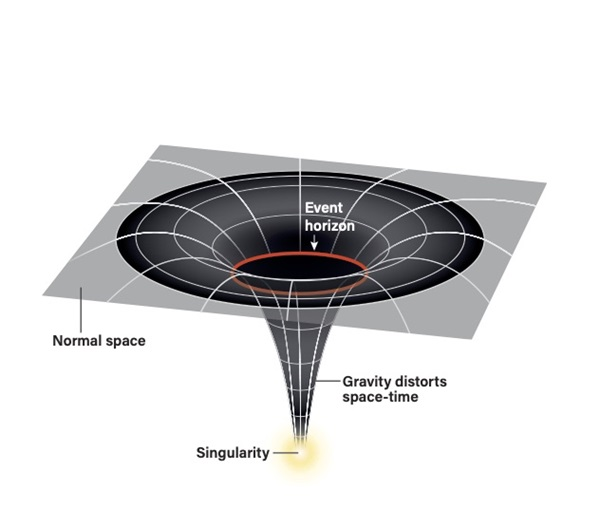 Event
horizon
Normal space
Gravity distorts
space-time
Singularity